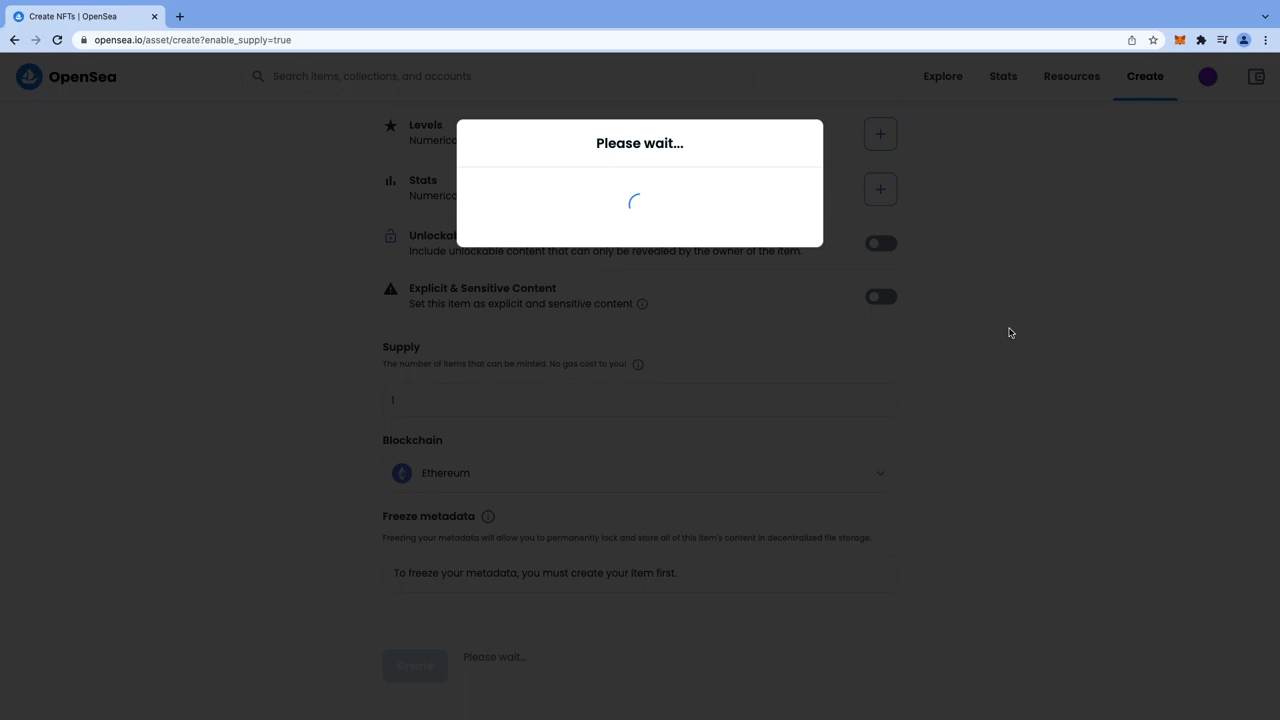 Create NFTs | OpenSea
opensea.io/asset/create?enable_supply=true
OpenSea
Search items, collections, and accounts
Explore
Stats
Resources
Create
Please wait...
Levels
Stats
Include unlockable content that can only be revealed by the owner of the item.
Explicit & Sensitive Content
Set this item as explicit and sensitive content
Supply
The number of items that can be minted. No gas cost to you!
1
Blockchain
Ethereum
Freeze metadata
Freezing your metadata will allow you to permanently lock and store all of this item's content in decentralized file storage.
To freeze your metadata, you must create your item first.
Create
Please wait...